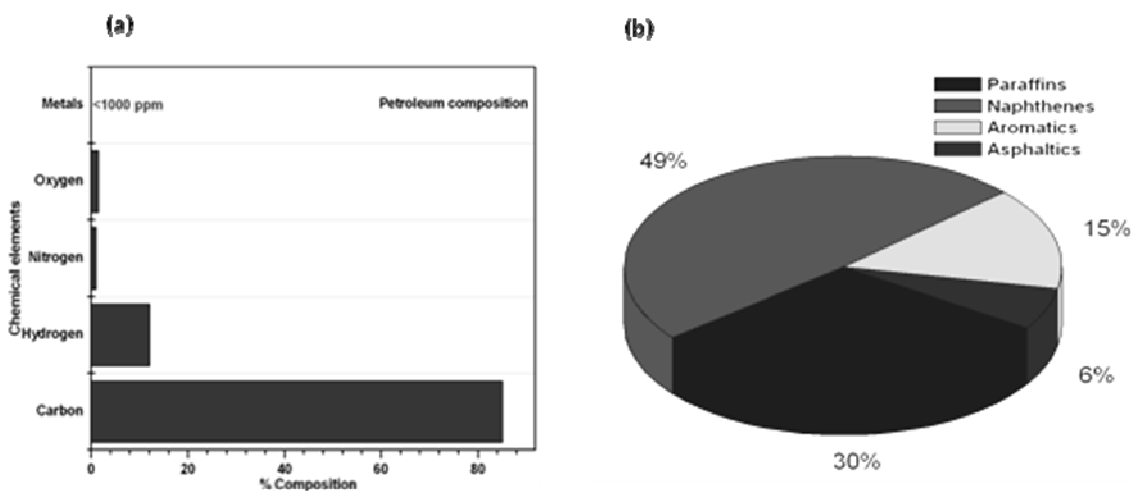 (a)
Chemical elements
Metals
<1000 ppm
Petroleum composition
Oxygen
Nitrogen
Hydrogen
Carbon
0 20 40 60 80
% Composition
(b)
Paraffins
Naphthenes
Aromatics
Asphaltics
49%
15%
6%
30%